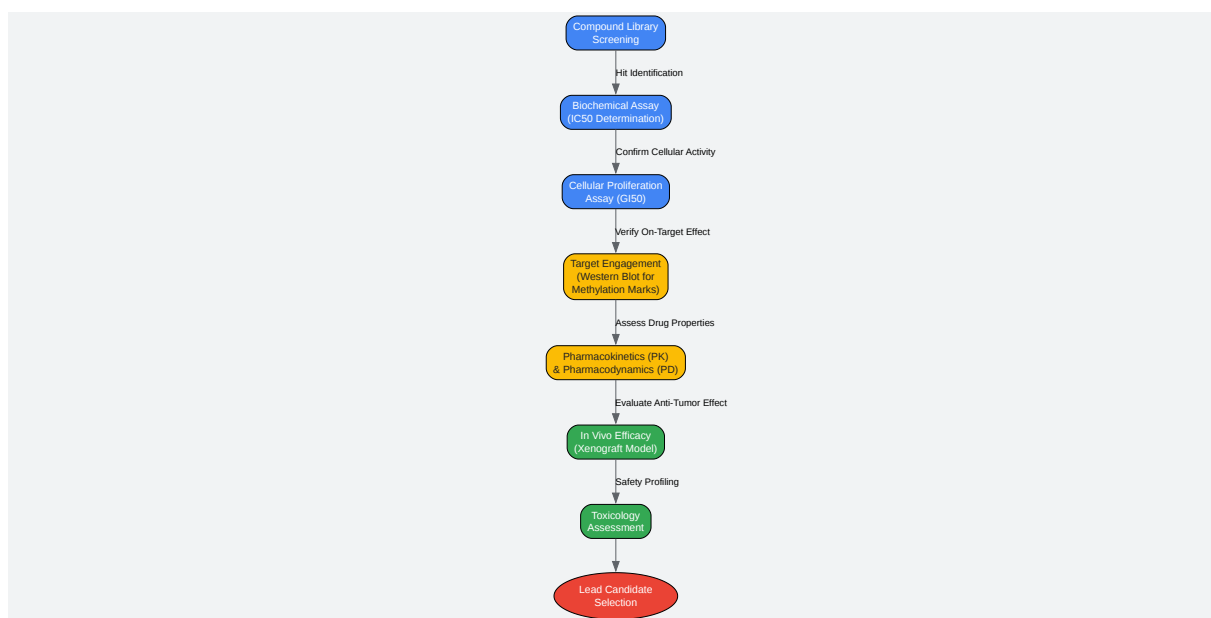 Compound Library
Screening
Hit Identification
Biochemical Assay
(IC50 Determination)
Confirm Cellular Activity
Cellular Proliferation
Assay (GI50)
Verify On-Target Effect
Target Engagement
(Western Blot for
Methylation Marks)
Assess Drug Properties
Pharmacokinetics (PK)
& Pharmacodynamics (PD)
Evaluate Anti-Tumor Effect
In Vivo Efficacy
(Xenograft Model)
Safety Profiling
Toxicology
Assessment
Lead Candidate
Selection